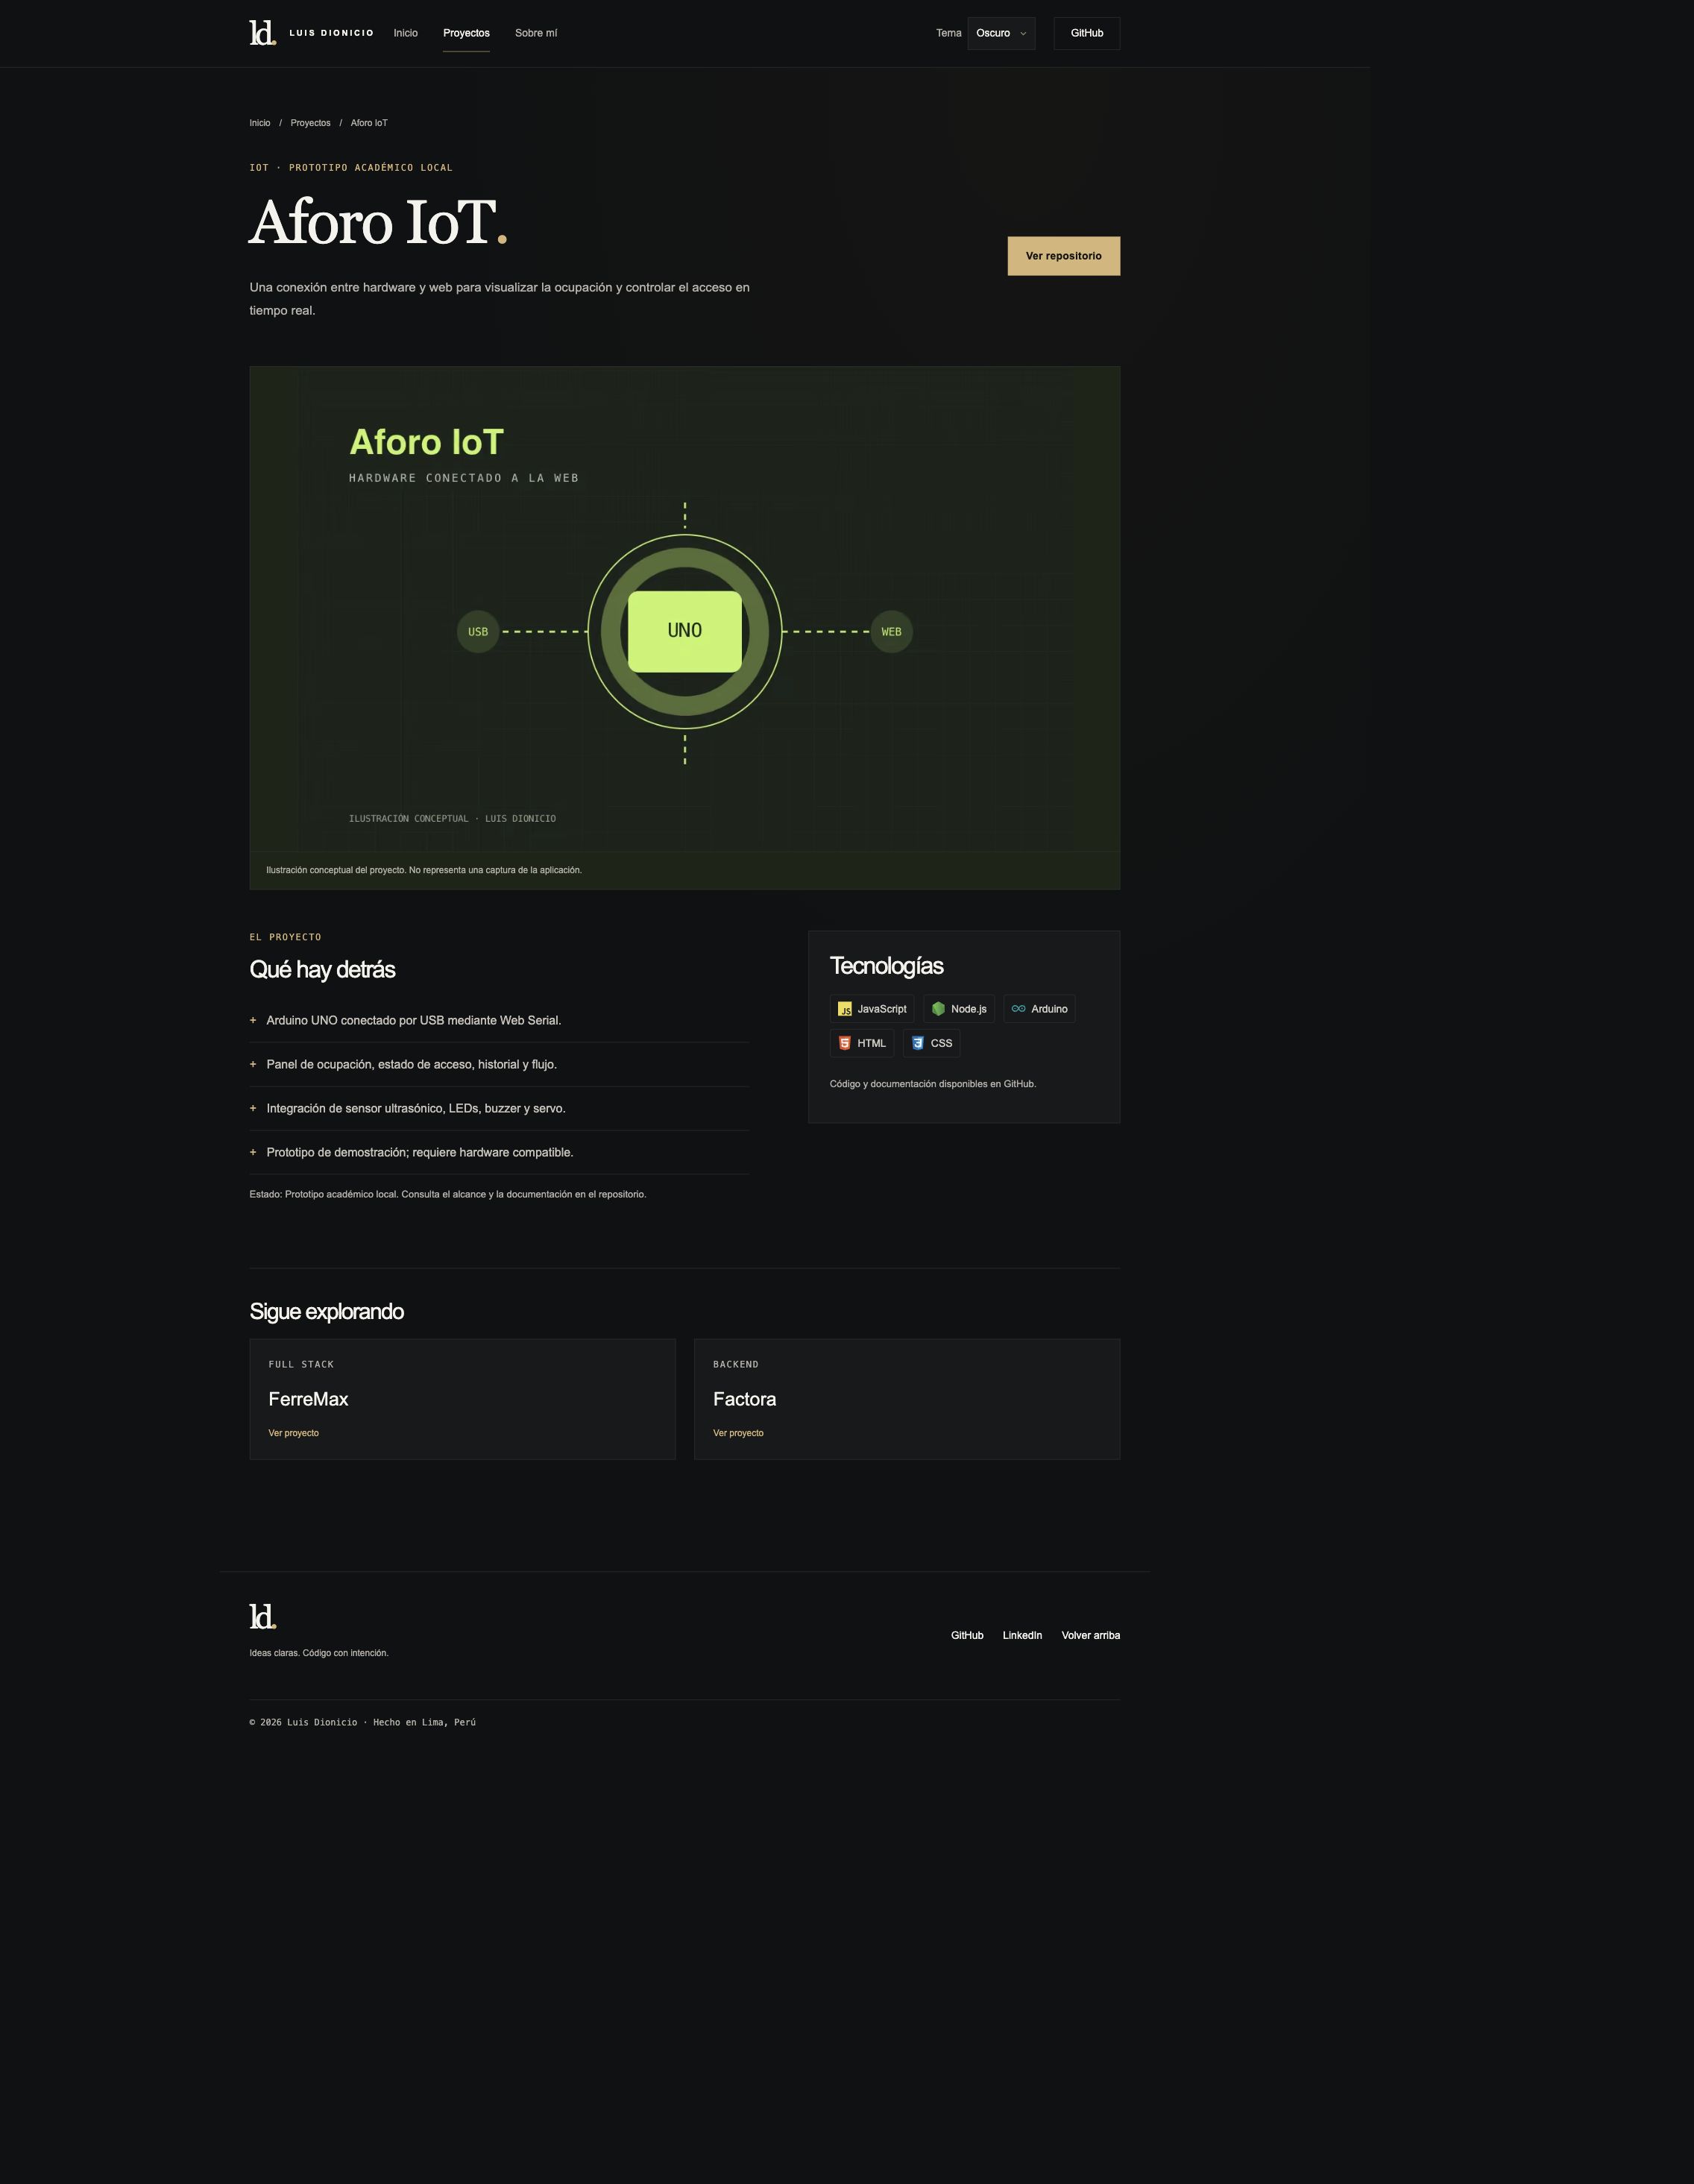 ld.
LUIS DIONICIO
Inicio
Proyectos
Sobre mí
Tema
Oscuro
GitHub
Inicio / Proyectos / Aforo IoT
IOT · PROTOTIPO ACADÉMICO LOCAL
Aforo IoT.
Una conexión entre hardware y web para visualizar la ocupación y controlar el acceso en
tiempo real.
Ver repositorio
Aforo IoT
HARDWARE CONECTADO A LA WEB
USB
UNO
WEB
ILUSTRACIÓN CONCEPTUAL · LUIS DIONICIO
Ilustración conceptual del proyecto. No representa una captura de la aplicación.
EL PROYECTO
Qué hay detrás
+ Arduino UNO conectado por USB mediante Web Serial.
+ Panel de ocupación, estado de acceso, historial y flujo.
+ Integración de sensor ultrasónico, LEDs, buzzer y servo.
+ Prototipo de demostración; requiere hardware compatible.
Estado: Prototipo académico local. Consulta el alcance y la documentación en el repositorio.
Tecnologías
JS JavaScript
Node.js
Arduino
5 HTML
3 CSS
Código y documentación disponibles en GitHub.
Sigue explorando
FULL STACK
FerreMax
Ver proyecto
BACKEND
Factora
Ver proyecto
ld.
Ideas claras. Código con intención.
GitHub
LinkedIn
Volver arriba
© 2026 Luis Dionicio · Hecho en Lima, Perú